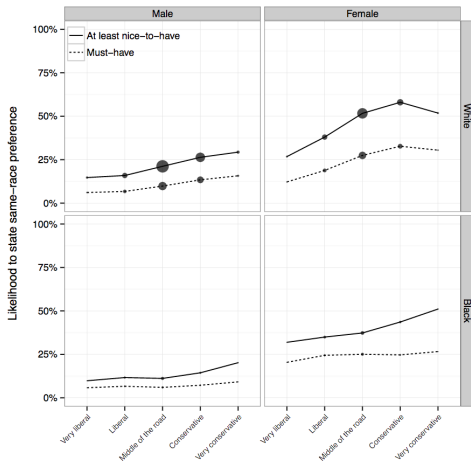 Male
Female
At least nice-to-have
Must-have
Likelihood to state same-race preference
100%
75%
50%
25%
0%
White
100%
75%
50%
25%
0%
Black
Very liberal
Liberal
Middle of the road
Conservative
Very conservative
Very liberal
Liberal
Middle of the road
Conservative
Very conservative